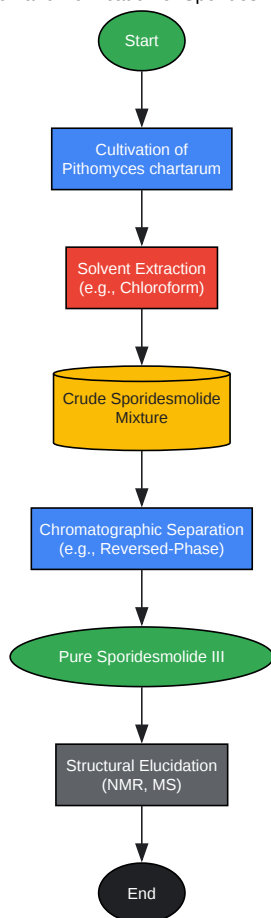 Start
Cultivation of
Pithomyces chartarum
Solvent Extraction
(e.g., Chloroform)
Crude Sporidesmolide
Mixture
Chromatographic Separation
(e.g., Reversed-Phase)
Pure Sporidesmolide III
Structural Elucidation
(NMR, MS)
End